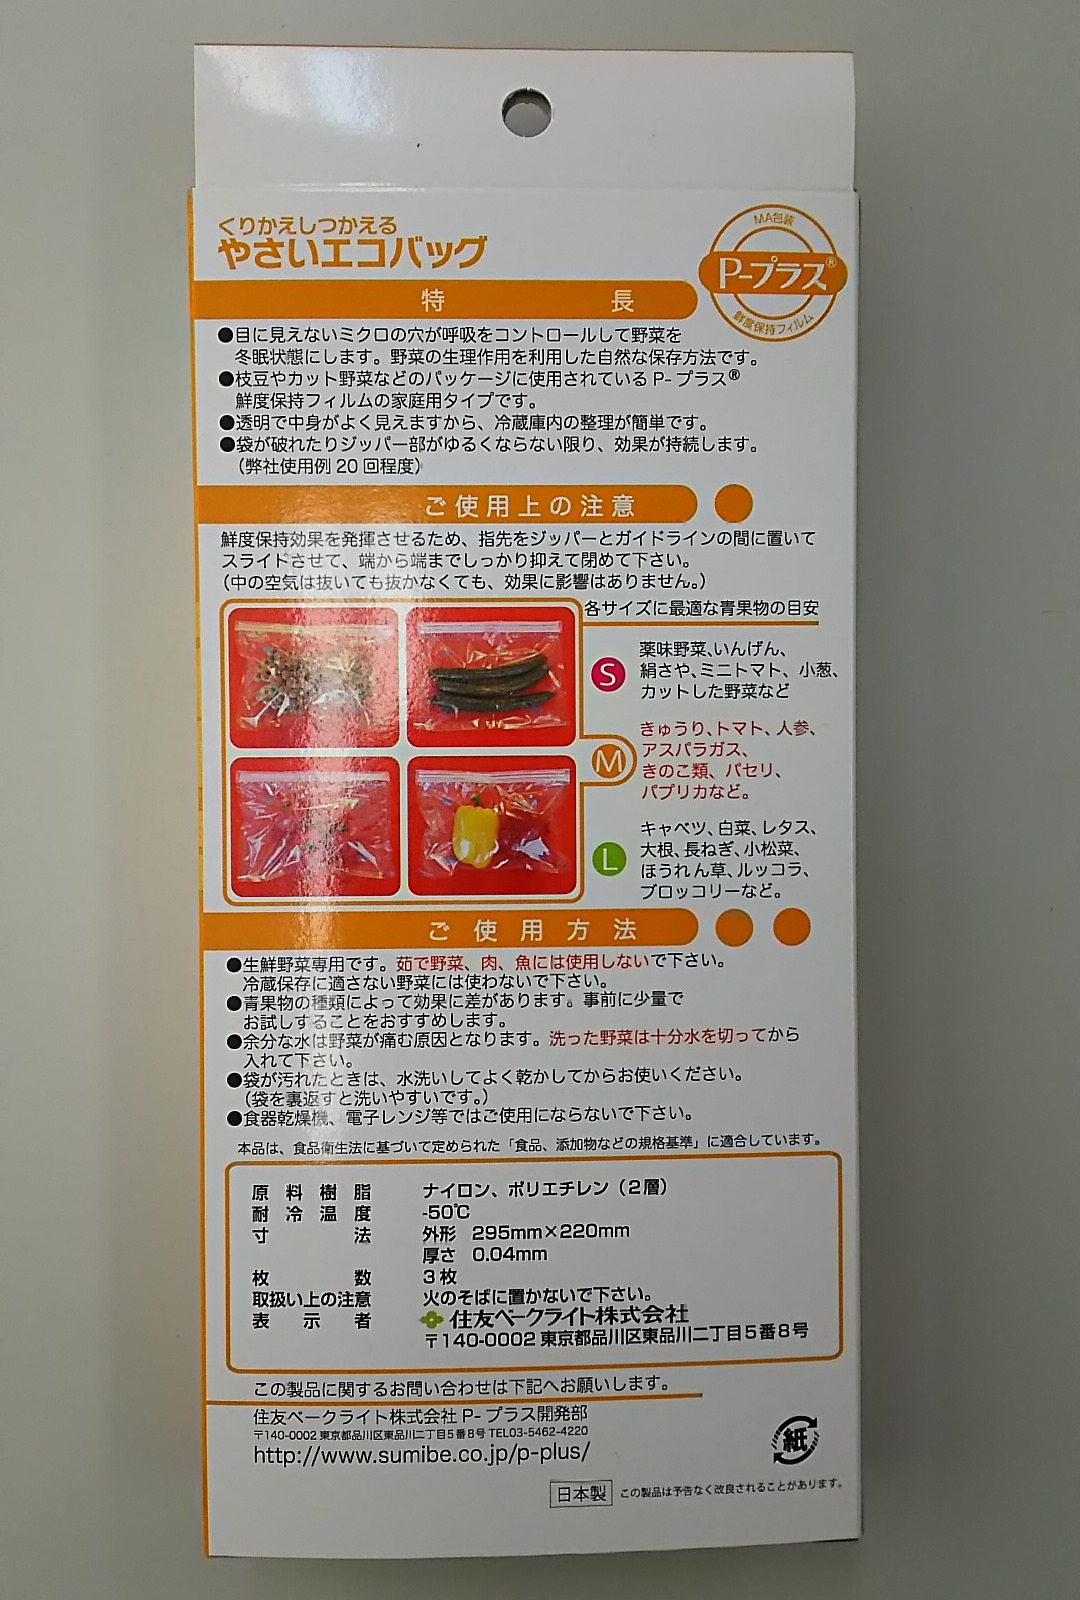 くりかえしつかえる
やさいエコバッグ
MA包装
P-プラス®
鮮度保持フィルム
特長
●目に見えないミクロの穴が呼吸をコントロールして野菜を
冬眠状態にします。野菜の生理作用を利用した自然な保存方法です。
●枝豆やカット野菜などのパッケージに使用されているP-プラス®
鮮度保持フィルムの家庭用タイプです。
●透明で中身がよく見えますから、冷蔵庫内の整理が簡単です。
●袋が破れたりジッパー部がゆるくならない限り、効果が持続します。
（弊社使用例20回程度）
ご使用上の注意
鮮度保持効果を発揮させるため、指先をジッパーとガイドラインの間に置いて
スライドさせて、端から端までしっかり抑えて閉めて下さい。
（中の空気は抜いても抜かなくても、効果に影響はありません。）
各サイズに最適な青果物の目安
S
薬味野菜、いんげん、
絹さや、ミニトマト、小葱、
カットした野菜など
M
きゅうり、トマト、人参、
アスパラガス、
きのこ類、パセリ、
パプリカなど。
L
キャベツ、白菜、レタス、
大根、長ねぎ、小松菜、
ほうれん草、ルッコラ、
ブロッコリーなど。
ご使用方法
●生鮮野菜専用です。茹で野菜、肉、魚には使用しないで下さい。
冷蔵保存に適さない野菜には使わないで下さい。
●青果物の種類によって効果に差があります。事前に少量で
お試しすることをおすすめします。
●余分な水は野菜が痛む原因となります。洗った野菜は十分水を切ってから
入れて下さい。
●袋が汚れたときは、水洗いしてよく乾かしてからお使いください。
（袋を裏返すと洗いやすいです。）
●食器乾燥機、電子レンジ等ではご使用にならないで下さい。
本品は、食品衛生法に基づいて定められた「食品、添加物などの規格基準」に適合しています。
原料樹脂 ナイロン、ポリエチレン（2層）
耐冷温度 -50℃
寸法 外形 295mm×220mm
厚さ 0.04mm
枚数 3枚
取扱い上の注意 火のそばに置かないで下さい。
表示者 住友ベークライト株式会社
〒140-0002 東京都品川区東品川二丁目5番8号
この製品に関するお問い合わせは下記へお願いします。
住友ベークライト株式会社 P-プラス開発部
〒140-0002 東京都品川区東品川二丁目5番8号 TEL03-5462-4220
http://www.sumibe.co.jp/p-plus/
紙
日本製 この製品は予告なく改良されることがあります。